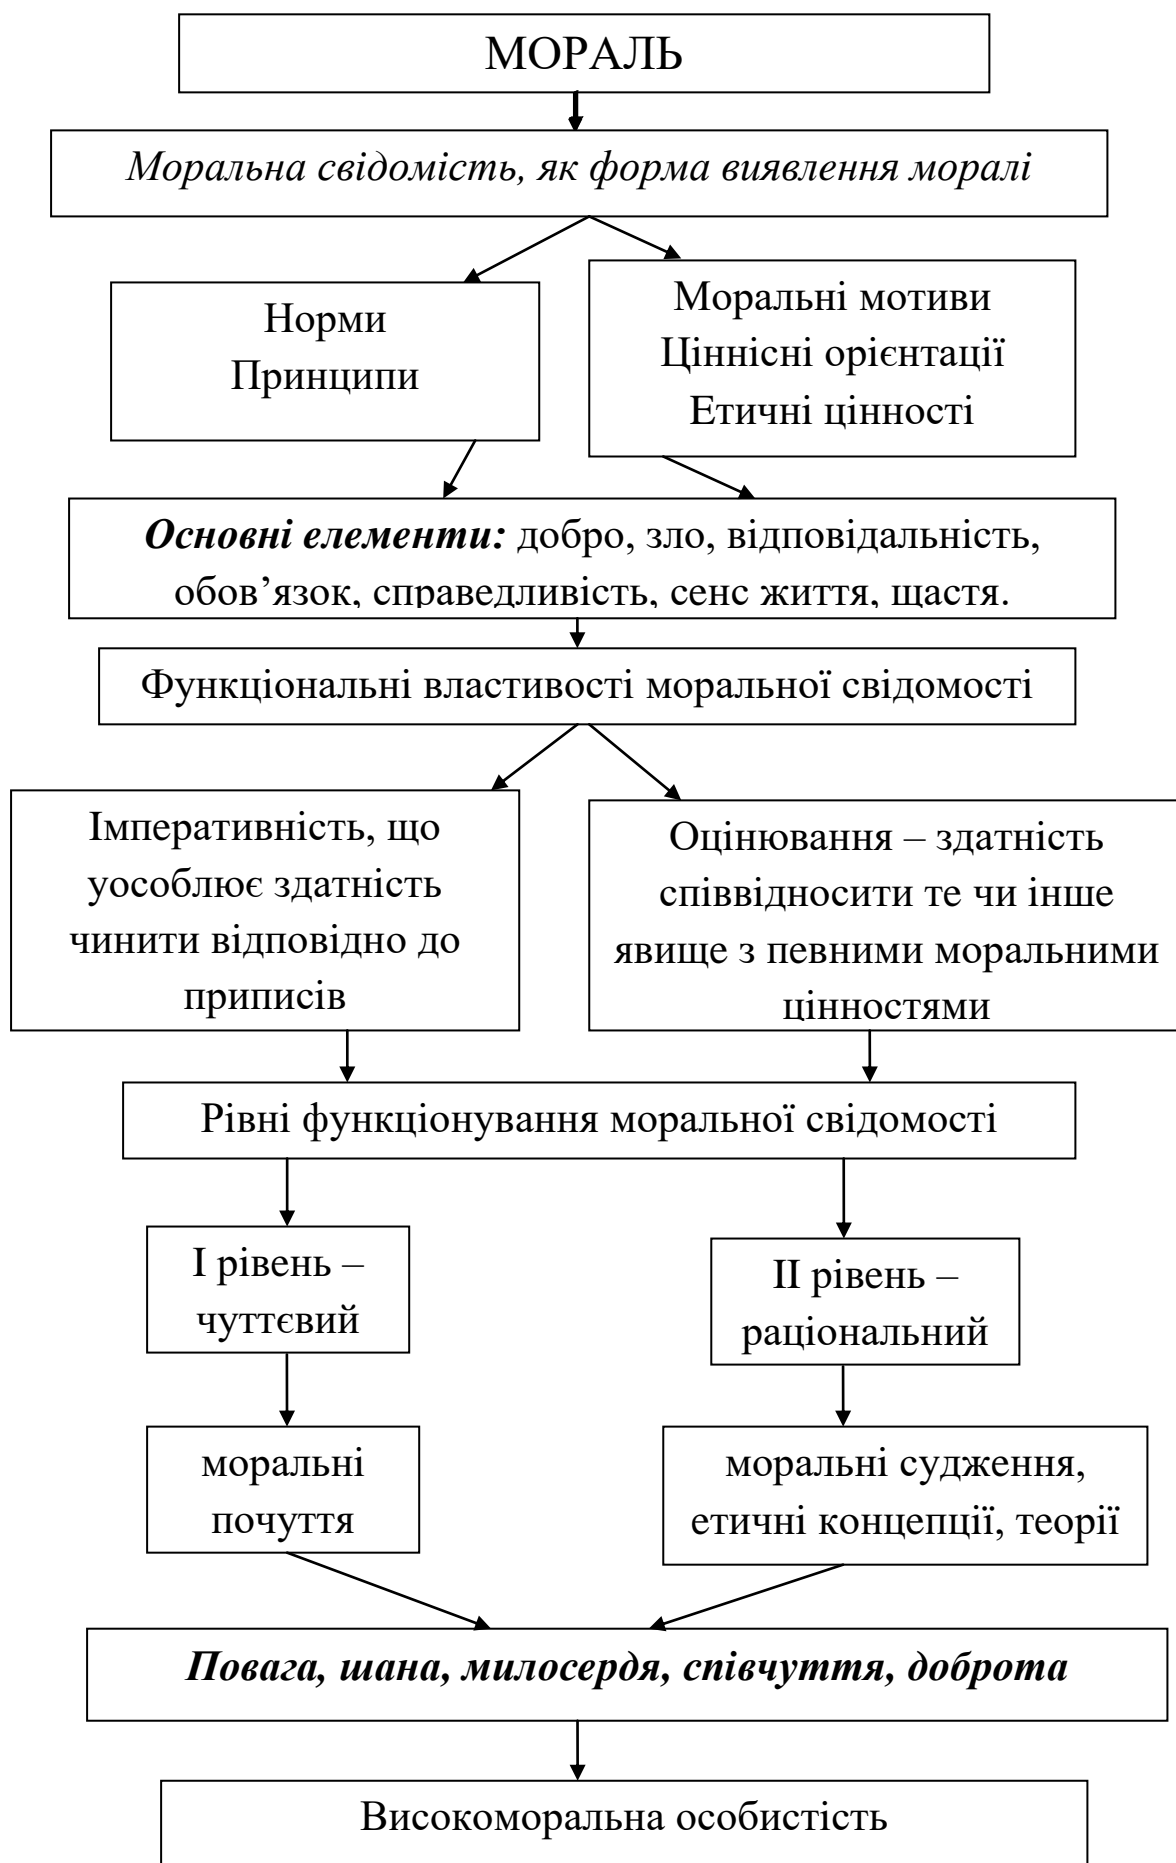 МОРАЛЬ
Моральна свідомість, як форма виявлення моралі
Норми
Принципи
Моральні мотиви
Ціннісні орієнтації
Етичні цінності
Основні елементи: добро, зло, відповідальність,
обов’язок, справедливість, сенс життя, щастя.
Функціональні властивості моральної свідомості
Імперативність, що
уособлює здатність
чинити відповідно до
приписів
Оцінювання – здатність
співвідносити те чи інше
явище з певними моральними
цінностями
Рівні функціонування моральної свідомості
І рівень –
чуттєвий
ІІ рівень –
раціональний
моральні
почуття
моральні судження,
етичні концепції, теорії
Повага, шана, милосердя, співчуття, доброта
Високоморальна особистість